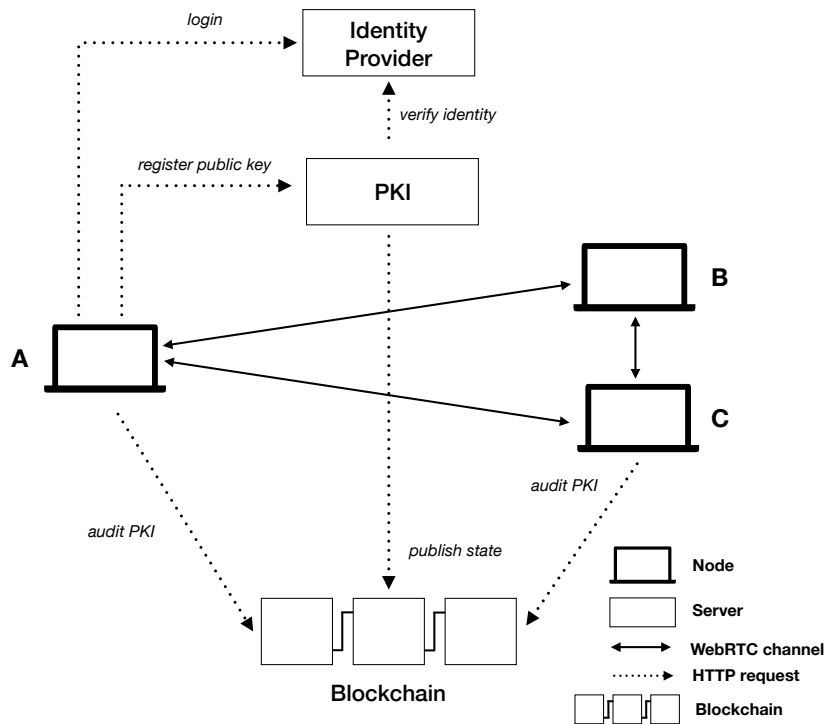 login
Identity
Provider
verify identity
register public key
PKI
B
A
C
audit PKI
audit PKI
publish state
Node
Server
WebRTC channel
HTTP request
Blockchain
Blockchain